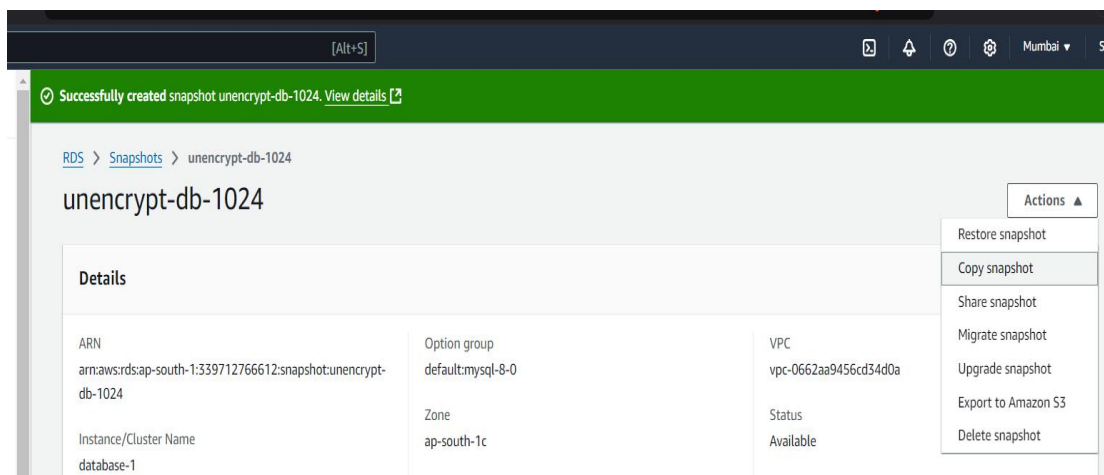 [Alt+S]
Mumbai ▼
Successfully created snapshot unencrypt-db-1024. View details
RDS > Snapshots > unencrypt-db-1024
unencrypt-db-1024
Actions ▲
Restore snapshot
Copy snapshot
Share snapshot
Migrate snapshot
Upgrade snapshot
Export to Amazon S3
Delete snapshot
Details
ARN
arn:aws:rds:ap-south-1:339712766612:snapshot:unencrypt-
db-1024
Instance/Cluster Name
database-1
Option group
default:mysql-8-0
Zone
ap-south-1c
VPC
vpc-0662aa9456cd34d0a
Status
Available